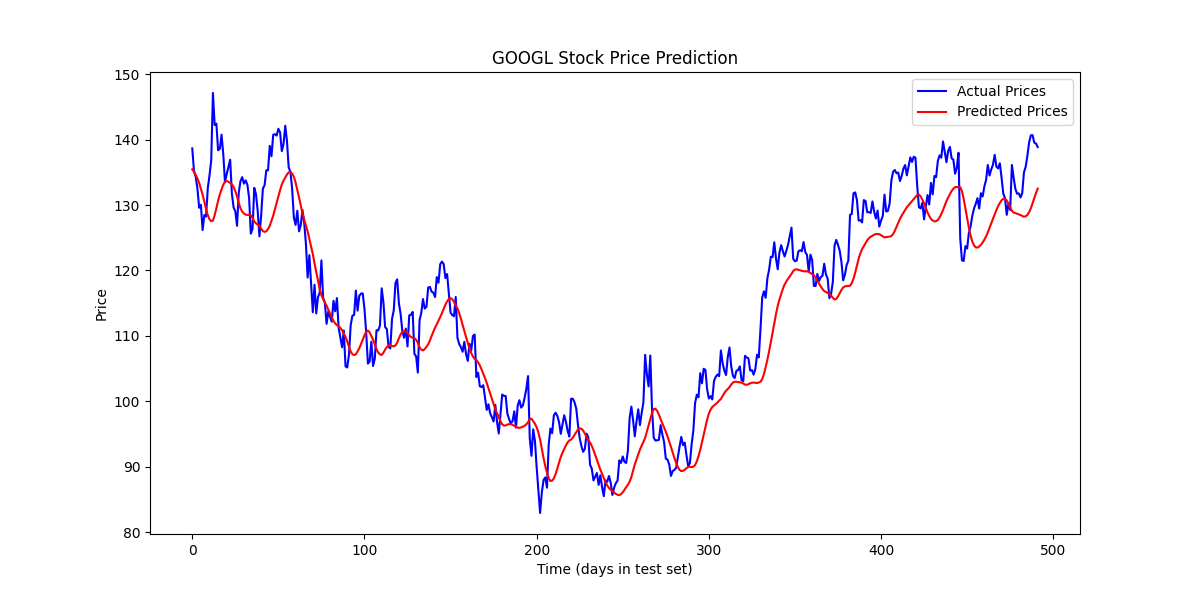 GOOGL Stock Price Prediction
Actual Prices
Predicted Prices
Price
150
140
130
120
110
100
90
80
0
100
200
300
400
500
Time (days in test set)